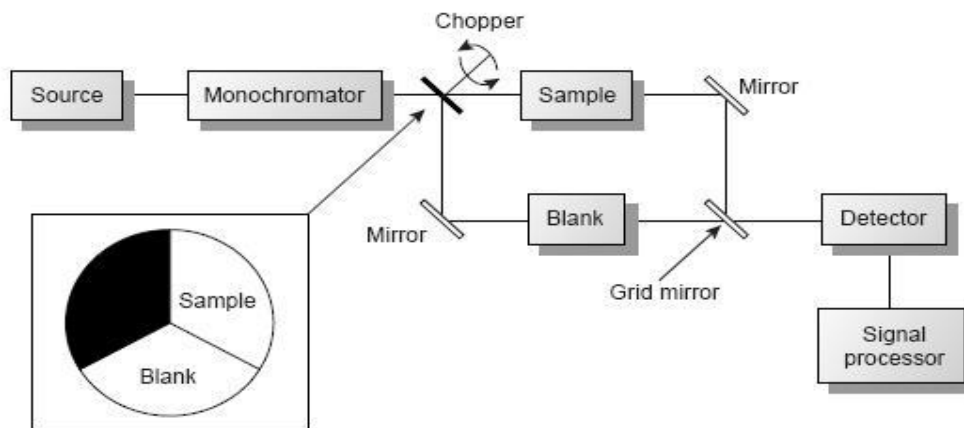 Chopper
Source
Monochromator
Sample
Mirror
Mirror
Blank
Detector
Grid mirror
Sample
Blank
Signal
processor